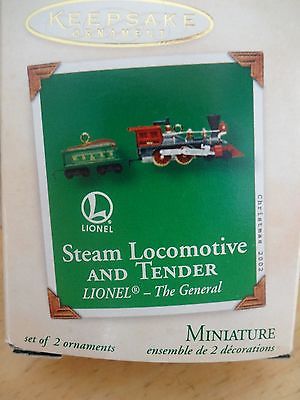 KEEPSAKE
ORNAMENT
LIONEL
Steam Locomotive
AND TENDER
LIONEL® – The General
Christmas 2002
set of 2 ornaments
MINIATURE
ensemble de 2 décorations